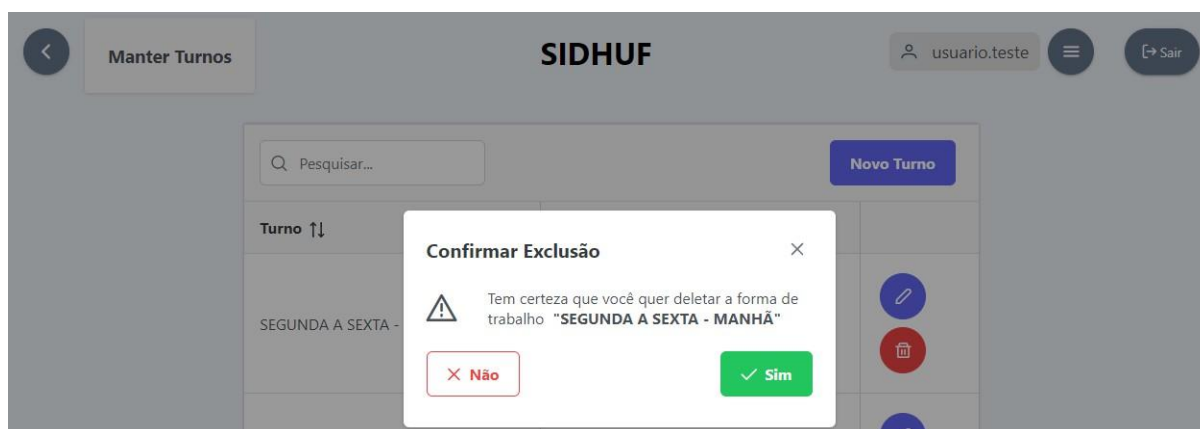 Manter Turnos
SIDHUF
usuario.teste
Sair
Pesquisar...
Novo Turno
Turno
Confirmar Exclusão
Tem certeza que você quer deletar a forma de
trabalho "SEGUNDA A SEXTA - MANHÃ"
SEGUNDA A SEXTA -
Não
Sim